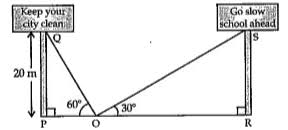 Keep your
city clean
Go slow
school ahead
Q
S
20 m
60°
30°
P
O
R